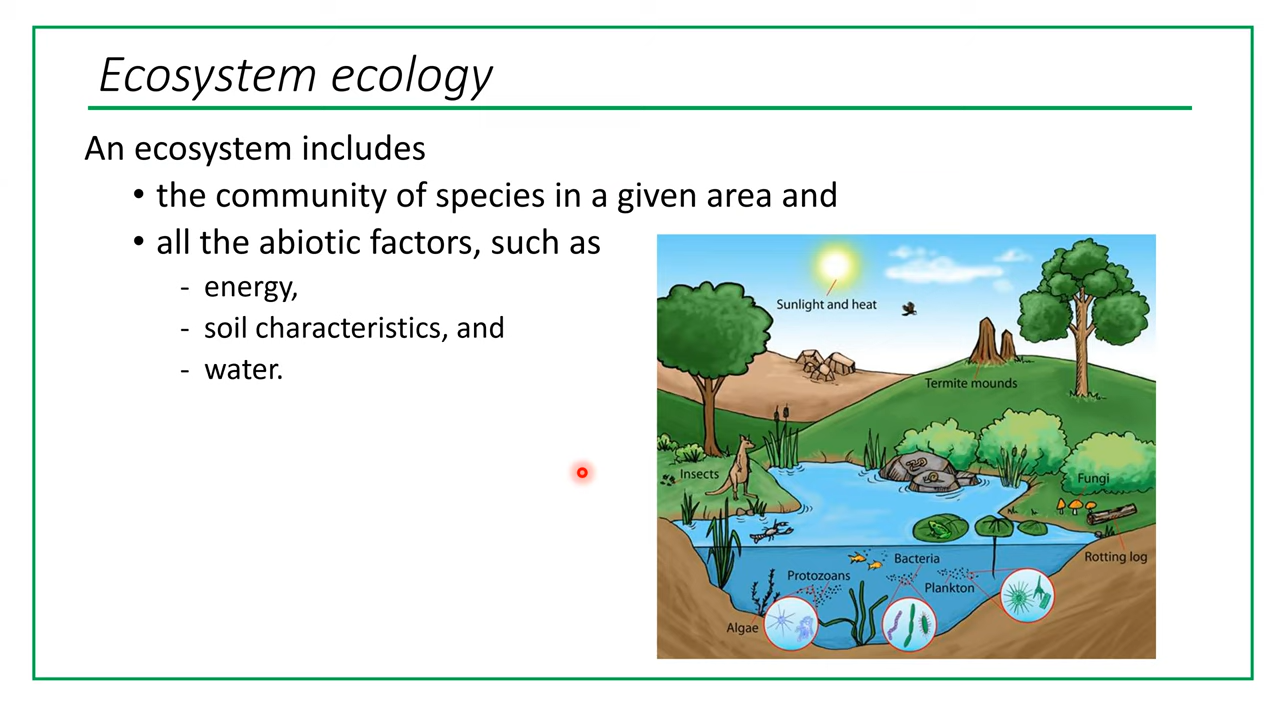 Ecosystem ecology
An ecosystem includes
• the community of species in a given area and
• all the abiotic factors, such as
- energy,
- soil characteristics, and
- water.
Sunlight and heat
Termite mounds
Insects
Fungi
Bacteria
Rotting log
Protozoans
Plankton
Algae